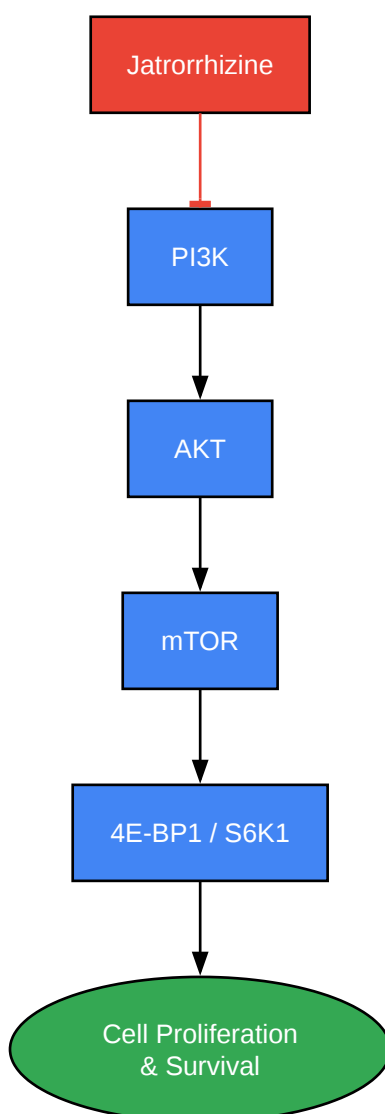 Jatrorrhizine
PI3K
AKT
mTOR
4E-BP1 / S6K1
Cell Proliferation
& Survival